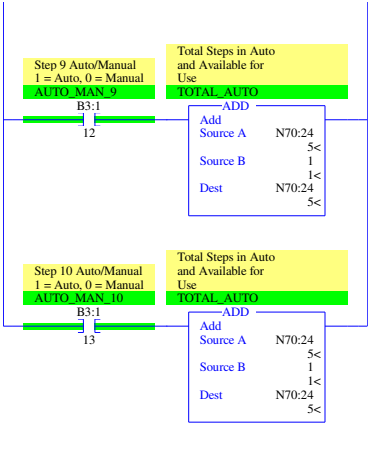 Total Steps in Auto
Step 9 Auto/Manual and Available for
1 = Auto, 0 = Manual Use
AUTO_MAN_9 TOTAL_AUTO
B3:1 ADD
12 Add
Source A N70:24
5<
Source B 1
1<
Dest N70:24
5<
Total Steps in Auto
Step 10 Auto/Manual and Available for
1 = Auto, 0 = Manual Use
AUTO_MAN_10 TOTAL_AUTO
B3:1 ADD
13 Add
Source A N70:24
5<
Source B 1
1<
Dest N70:24
5<